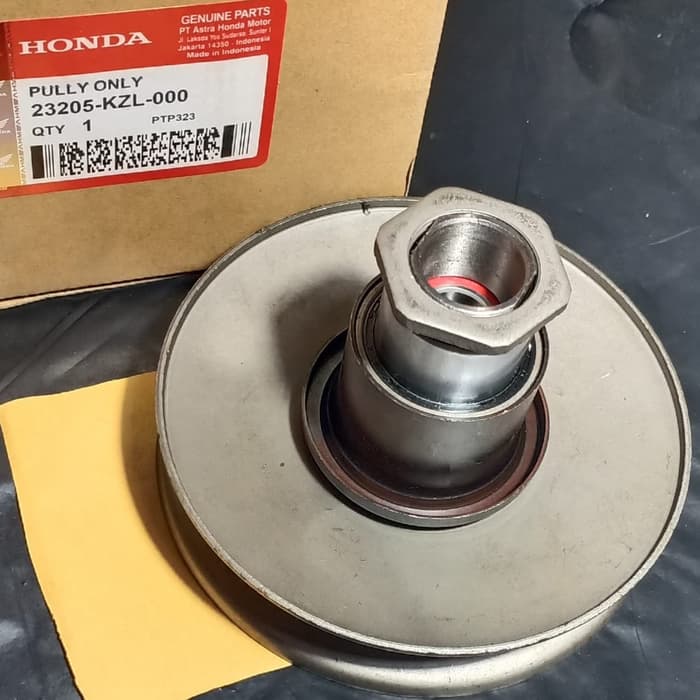 HONDA
GENUINE PARTS
PT Astra Honda Motor
Jl. Laksda Yos Sudarso, Sunter I
Jakarta 14350 - Indonesia
Made in Indonesia
PULLY ONLY
23205-KZL-000
QTY 1 PTP323